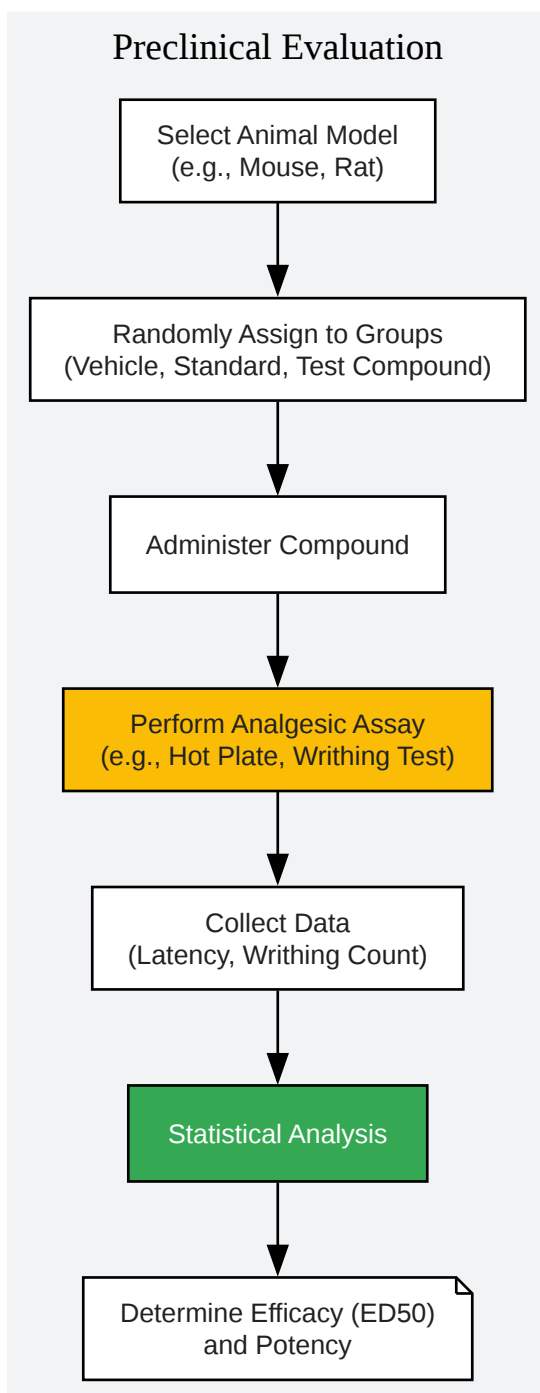 Preclinical Evaluation
Select Animal Model
(e.g., Mouse, Rat)
Randomly Assign to Groups
(Vehicle, Standard, Test Compound)
Administer Compound
Perform Analgesic Assay
(e.g., Hot Plate, Writhing Test)
Collect Data
(Latency, Writhing Count)
Statistical Analysis
Determine Efficacy (ED50)
and Potency